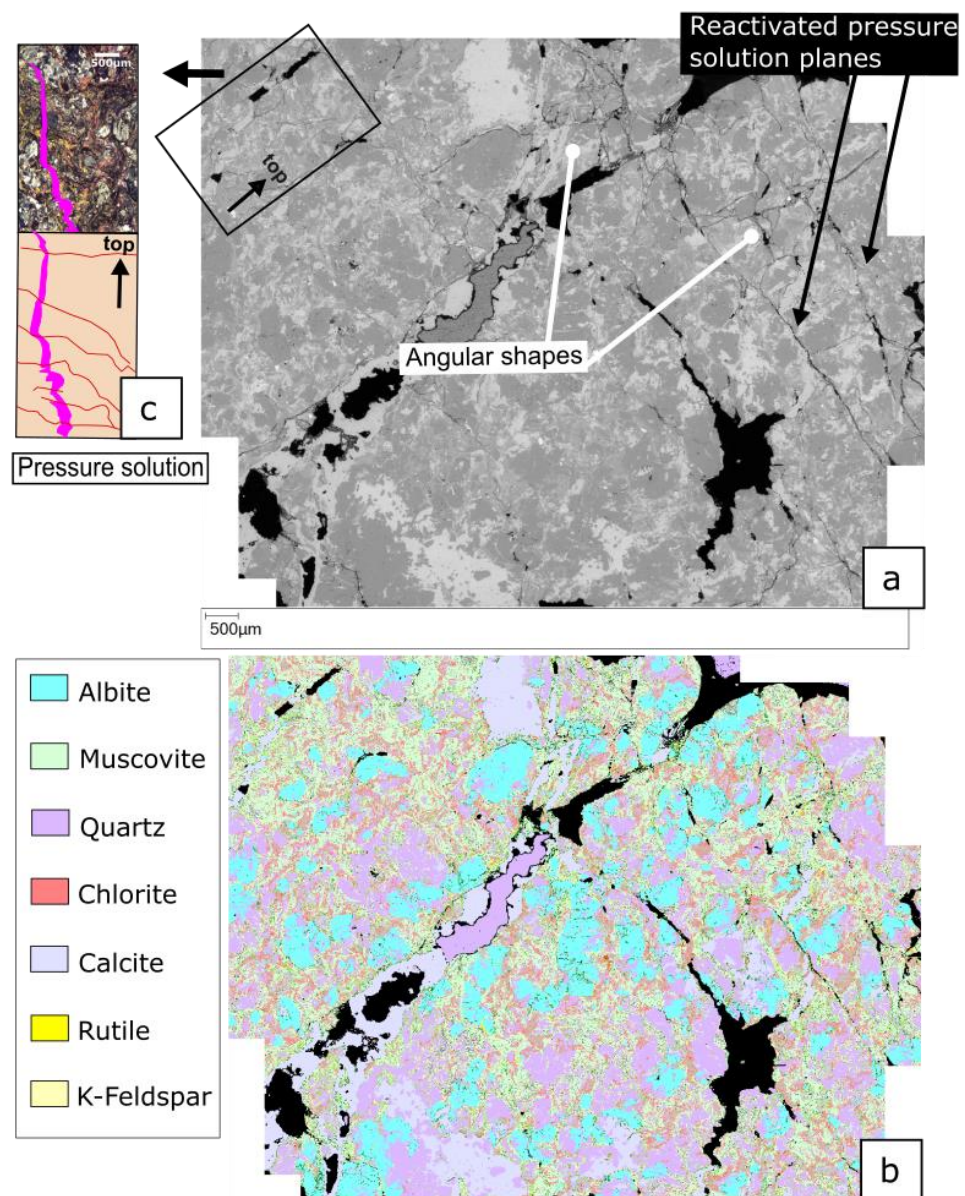 Reactivated pressure
solution planes
500µm
top
top
Angular shapes
c
Pressure solution
a
500µm
Albite
Muscovite
Quartz
Chlorite
Calcite
Rutile
K-Feldspar
b